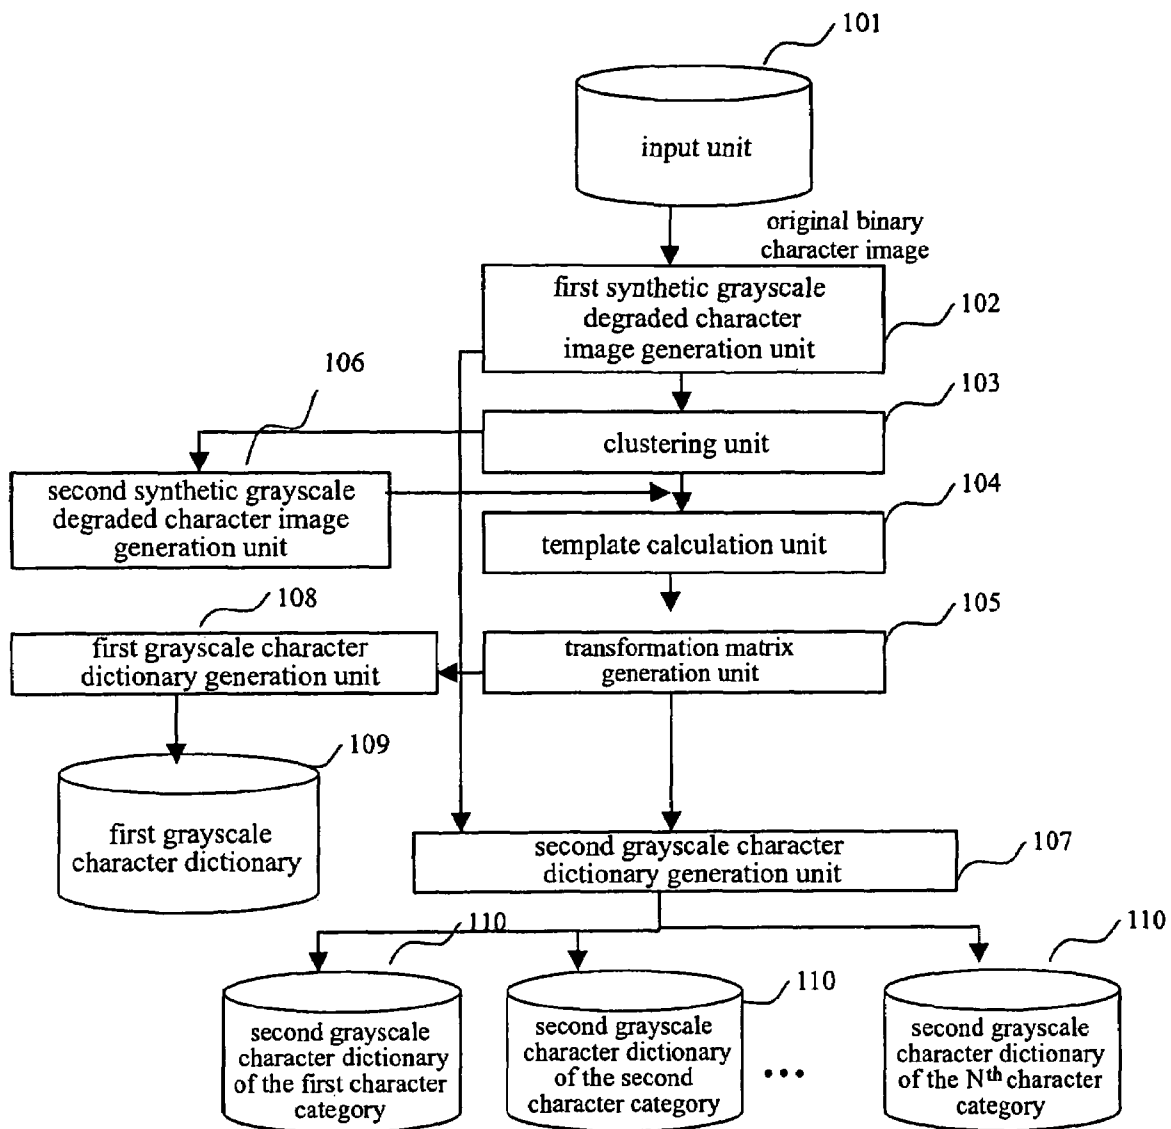 101
input unit
original binary
character image
first synthetic grayscale
degraded character
image generation unit
102
106
103
clustering unit
second synthetic grayscale
degraded character image
generation unit
104
template calculation unit
108
105
first grayscale character
dictionary generation unit
transformation matrix
generation unit
109
first grayscale
character dictionary
second grayscale character
dictionary generation unit
107
110
110
110
second grayscale
character dictionary
of the first character
category
second grayscale
character dictionary
of the second
character category
•••
second grayscale
character dictionary
of the Nth character
category